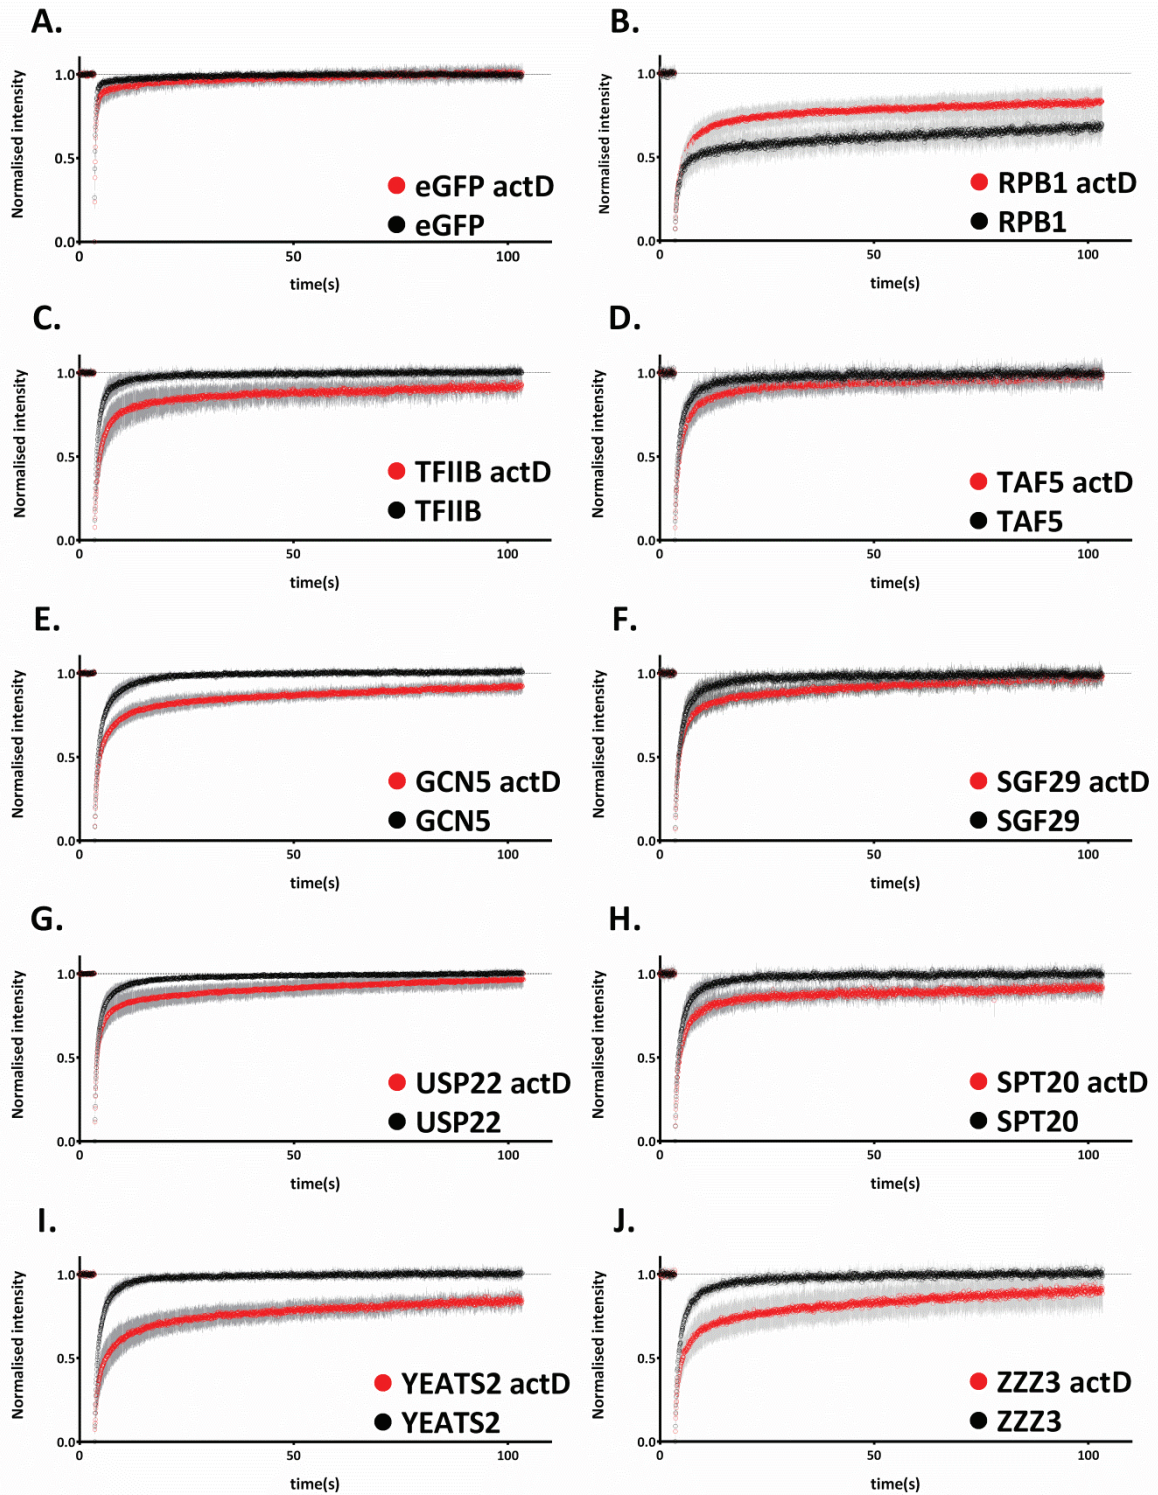 A.
Normalised intensity
1.0
0.5
0.0
eGFP actD
eGFP
0
50
100
time(s)
B.
Normalised intensity
1.0
0.5
0.0
RPB1 actD
RPB1
0
50
100
time(s)
C.
Normalised intensity
1.0
0.5
0.0
TFIIB actD
TFIIB
0
50
100
time(s)
D.
Normalised intensity
1.0
0.5
0.0
TAF5 actD
TAF5
0
50
100
time(s)
E.
Normalised intensity
1.0
0.5
0.0
GCN5 actD
GCN5
0
50
100
time(s)
F.
Normalised intensity
1.0
0.5
0.0
SGF29 actD
SGF29
0
50
100
time(s)
G.
Normalised intensity
1.0
0.5
0.0
USP22 actD
USP22
0
50
100
time(s)
H.
Normalised intensity
1.0
0.5
0.0
SPT20 actD
SPT20
0
50
100
time(s)
I.
Normalised intensity
1.0
0.5
0.0
YEATS2 actD
YEATS2
0
50
100
time(s)
J.
Normalised intensity
1.0
0.5
0.0
ZZZ3 actD
ZZZ3
0
50
100
time(s)